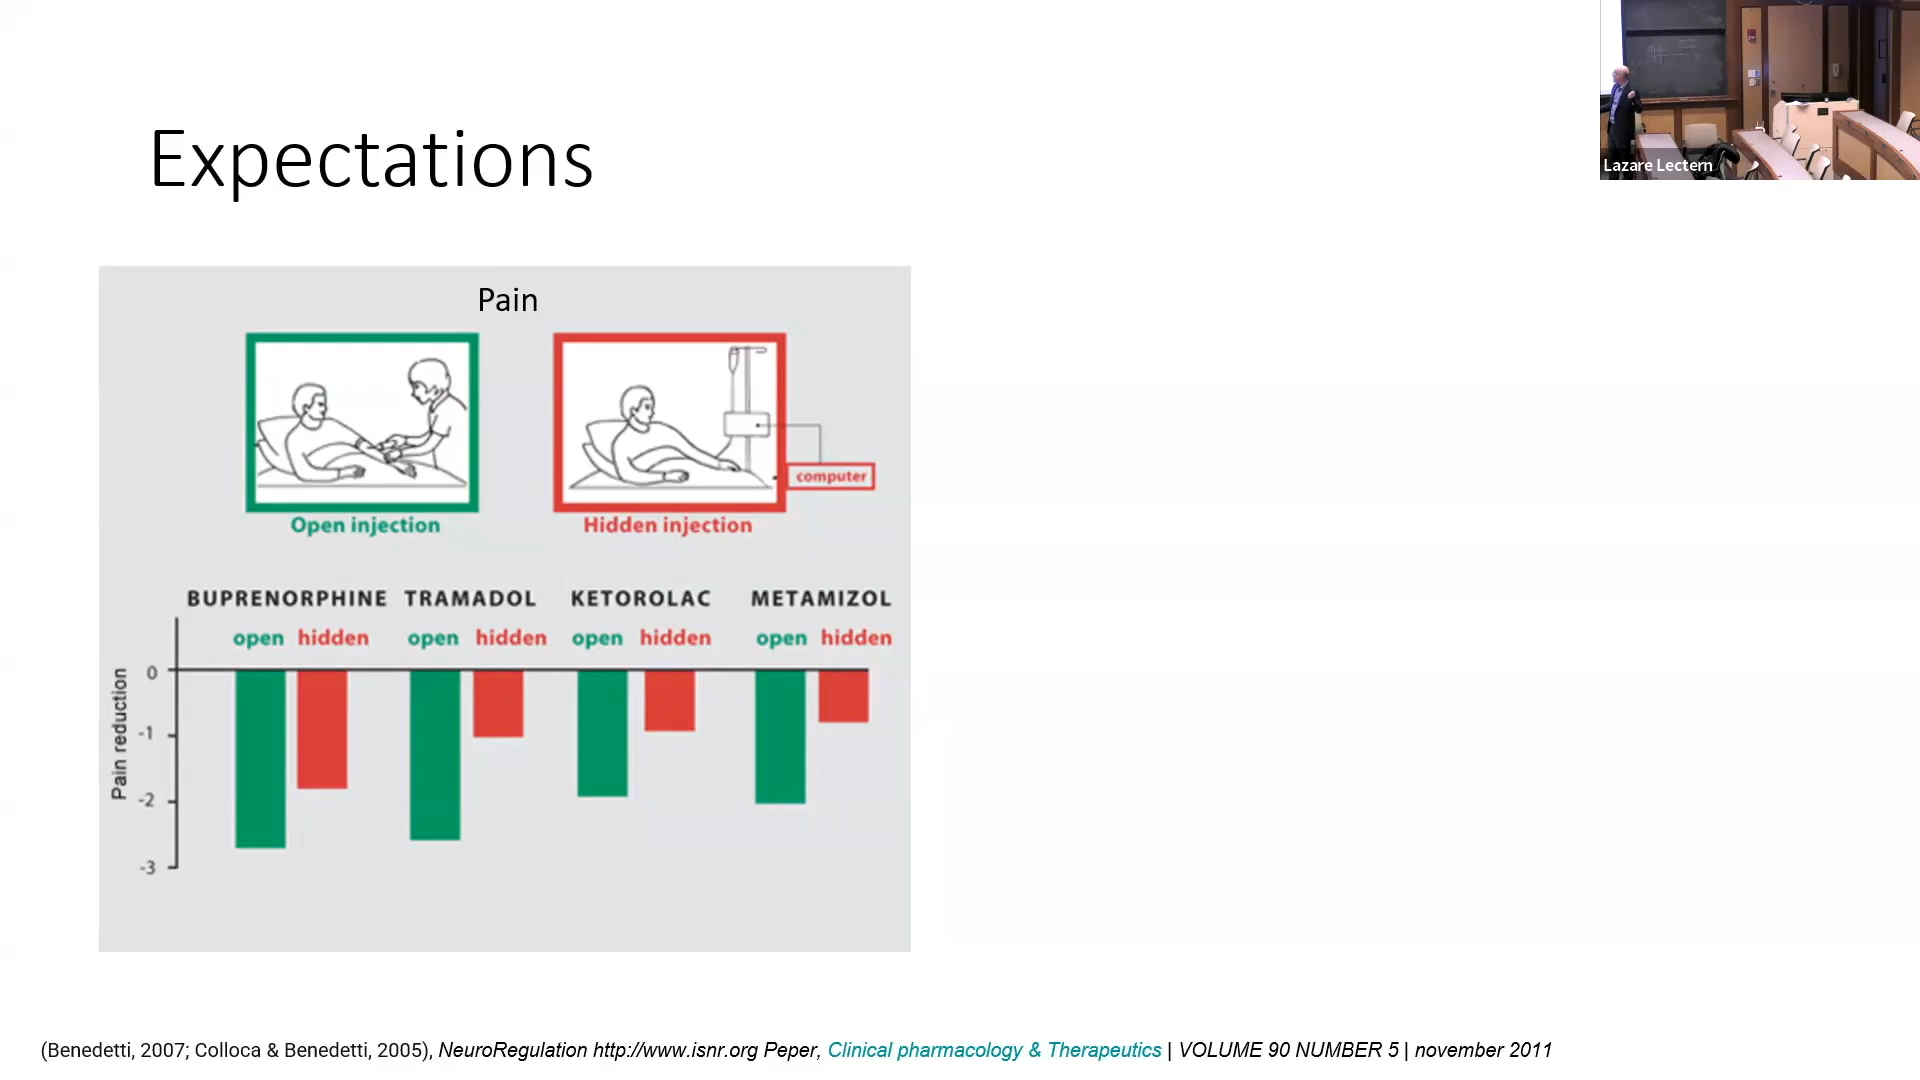 Lazare Lectern
Expectations
Pain
computer
Open injection
Hidden injection
BUPRENORPHINE TRAMADOL KETOROLAC METAMIZOL
open hidden open hidden open hidden open hidden
Pain reduction
0
-1
-2
-3
(Benedetti, 2007; Colloca & Benedetti, 2005), NeuroRegulation http://www.isnr.org Peper, Clinical pharmacology & Therapeutics | VOLUME 90 NUMBER 5 | november 2011